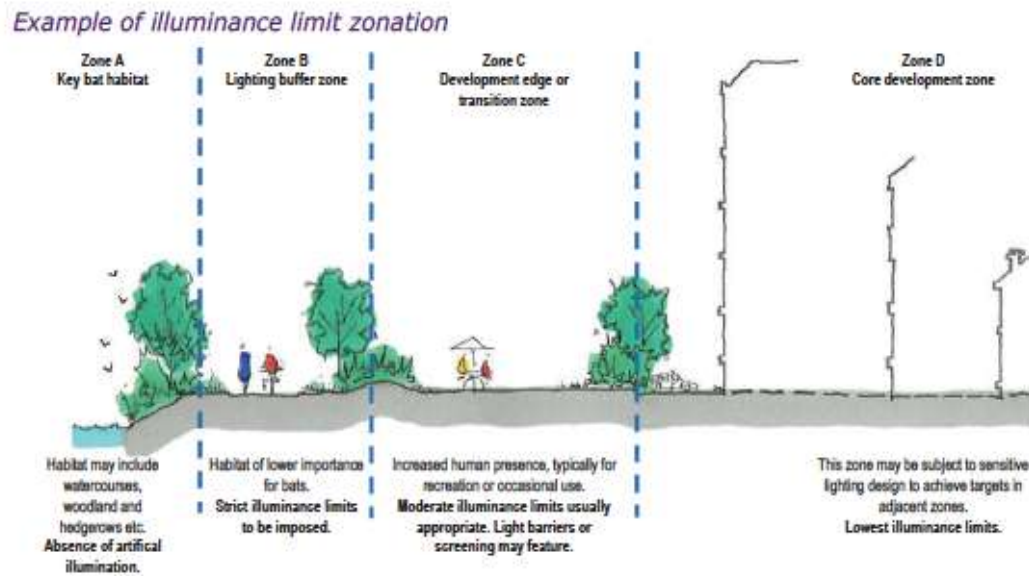 Example of illuminance limit zonation
Zone A
Key bat habitat
Zone B
Lighting buffer zone
Zone C
Development edge or
transition zone
Zone D
Core development zone
Habitat may include
watercourses,
woodland and
hedgerows etc.
Absence of artifical
illumination.
Habitat of lower importance
for bats.
Strict illuminance limits
to be imposed.
Increased human presence, typically for
recreation or occasional use.
Moderate illuminance limits usually
appropriate. Light barriers or
screening may feature.
This zone may be subject to sensitive
lighting design to achieve targets in
adjacent zones.
Lowest illuminance limits.